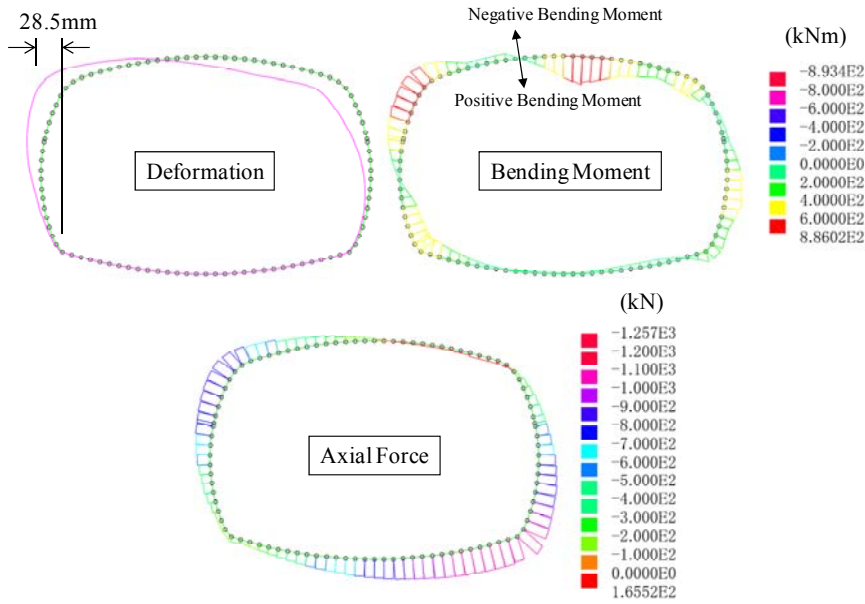 28.5mm
Negative Bending Moment
Positive Bending Moment
Deformation
Bending Moment
(kNm)
-8.934E2
-8.000E2
-6.000E2
-4.000E2
-2.000E2
0.0000E0
2.0000E2
4.0000E2
6.0000E2
8.8602E2
Axial Force
(kN)
-1.257E3
-1.200E3
-1.100E3
-1.000E3
-9.000E2
-8.000E2
-7.000E2
-6.000E2
-5.000E2
-4.000E2
-3.000E2
-2.000E2
-1.000E2
0.0000E0
1.6552E2